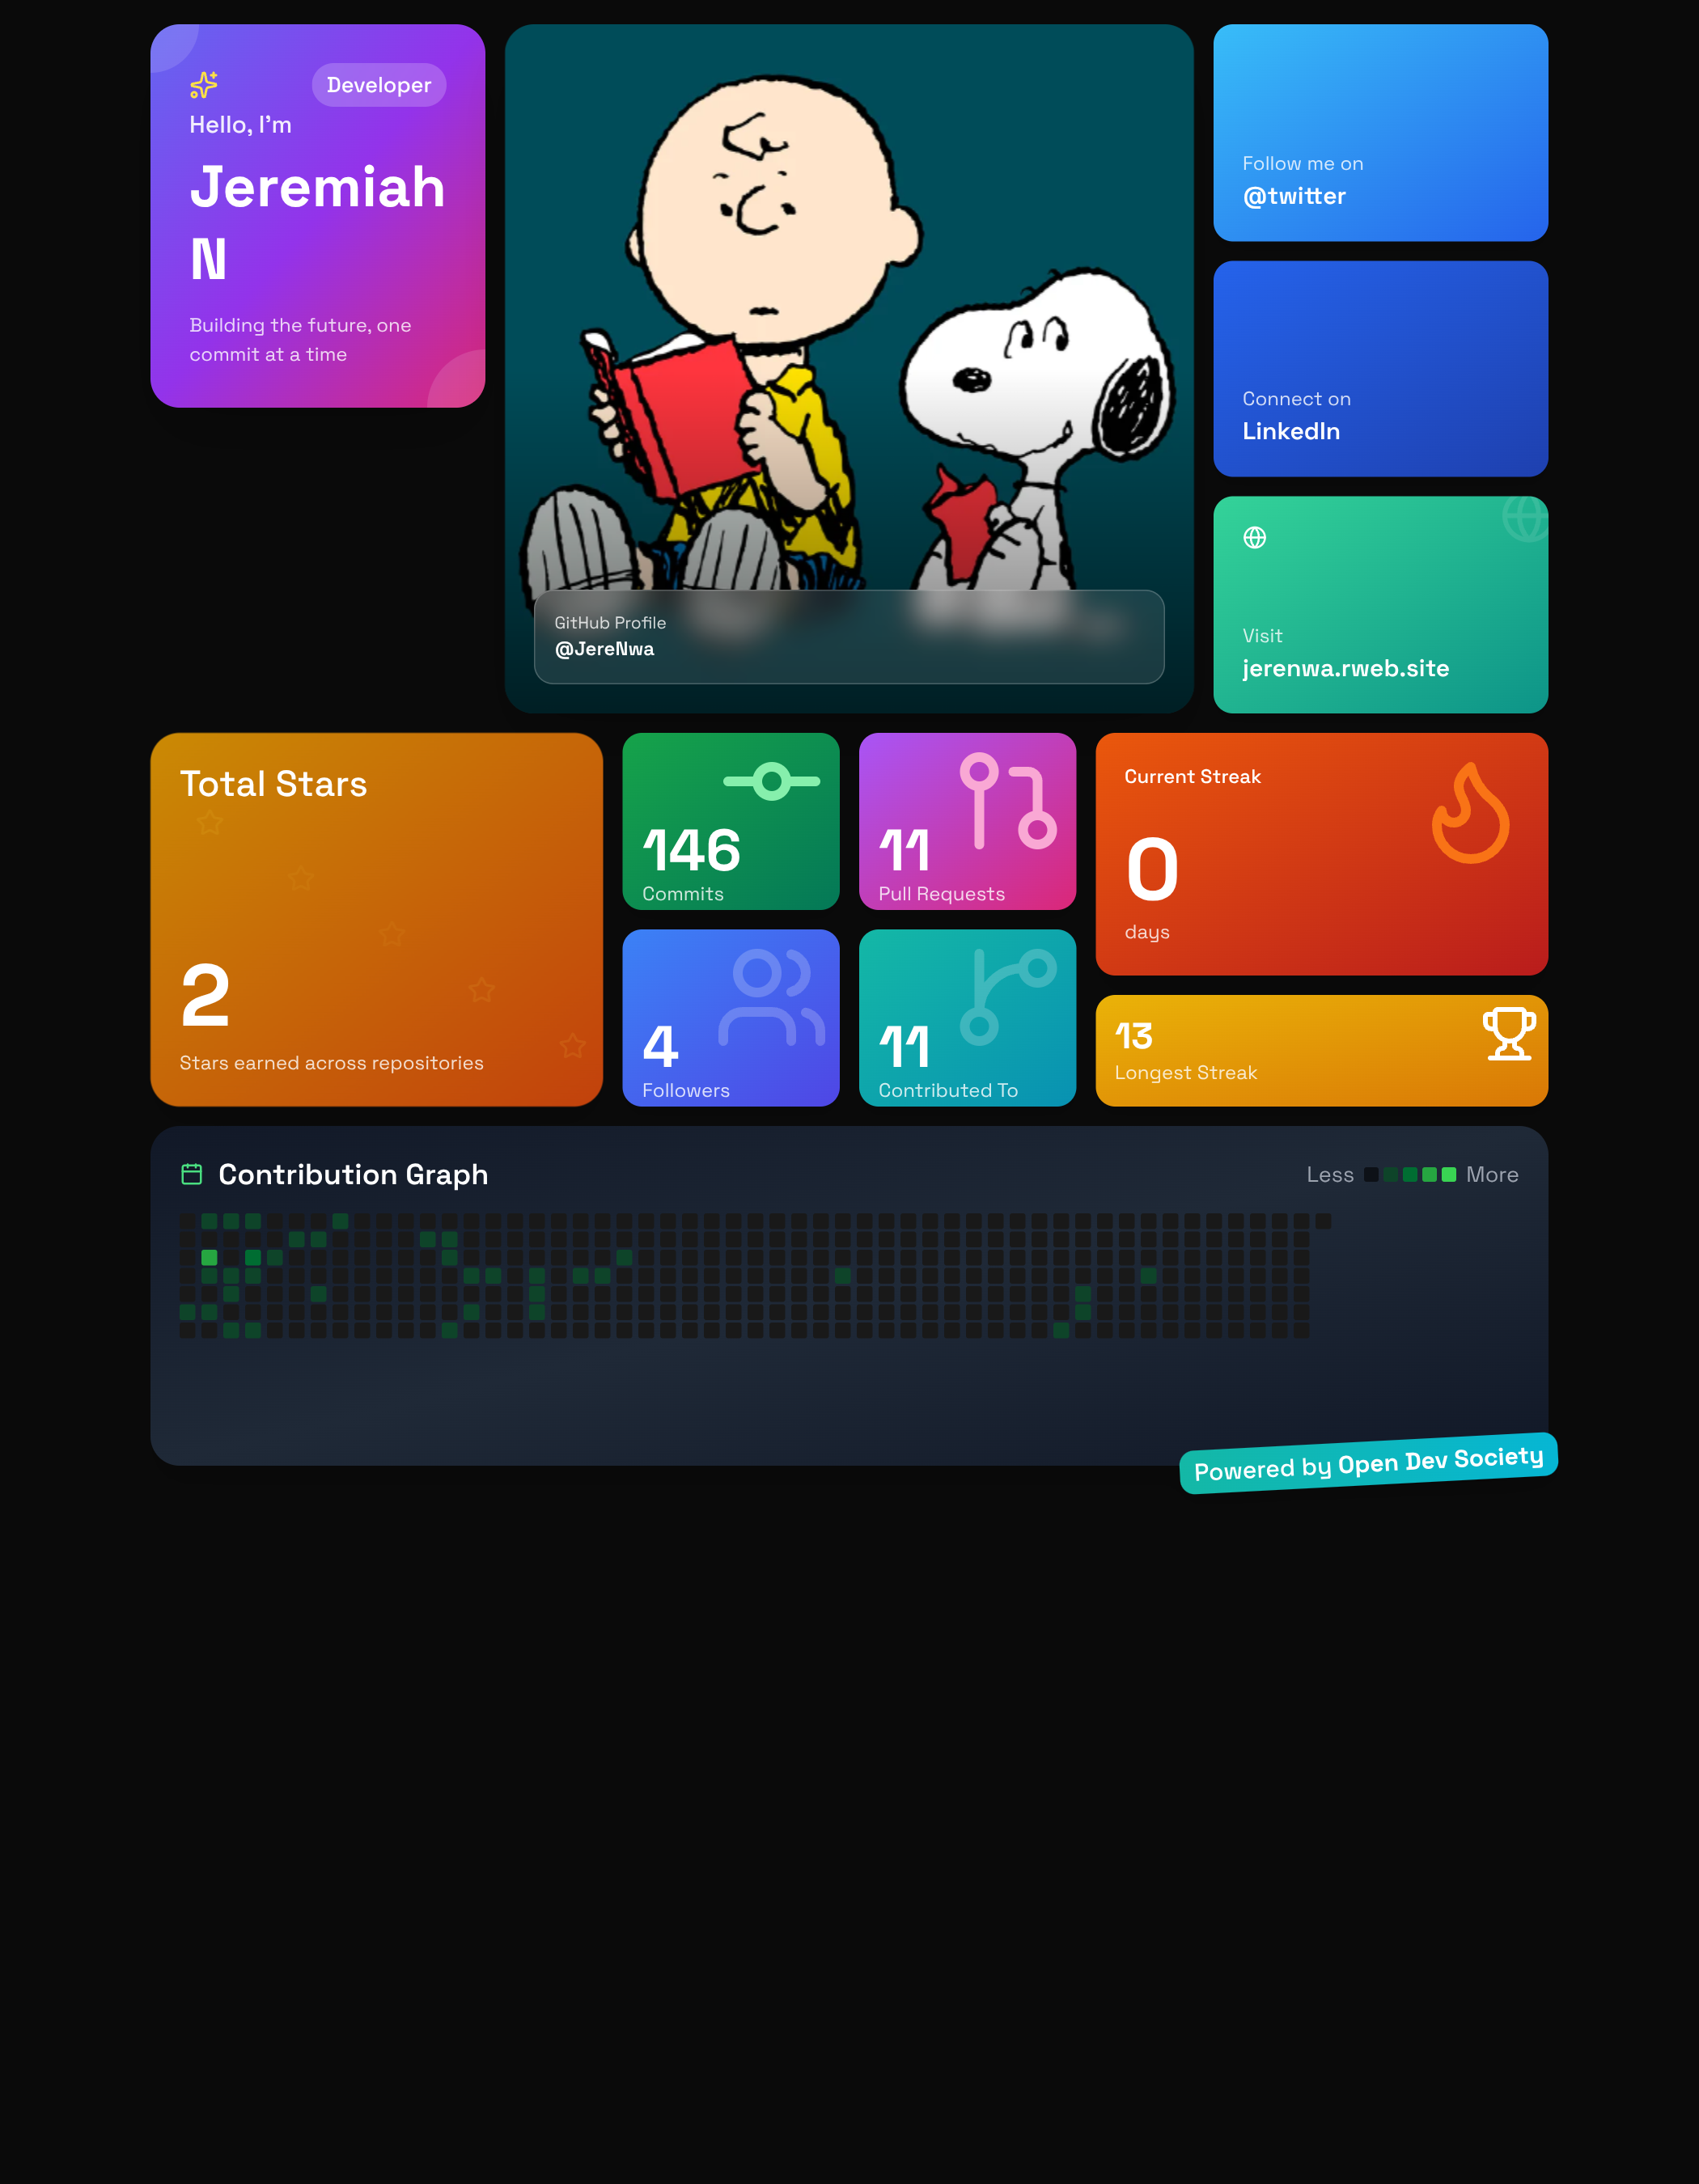 Developer
Hello, I'm
Jeremiah
N
Building the future, one
commit at a time
GitHub Profile
@JereNwa
Follow me on
@twitter
Connect on
LinkedIn
Visit
jerenwa.rweb.site
Total Stars
2
Stars earned across repositories
146
Commits
11
Pull Requests
4
Followers
11
Contributed To
Current Streak
0
days
13
Longest Streak
Contribution Graph
Less More
Powered by Open Dev Society